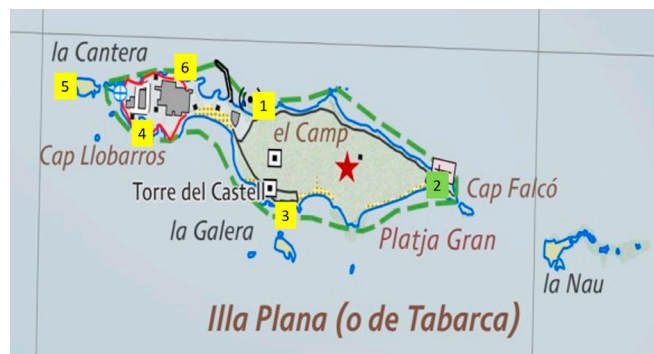 la Cantera
6
5
1
4
el Camp
Cap Llobarros
2
Torre del Castell
Cap Falcó
3
la Galera
Platja Gran
la Nau
Illa Plana (o de Tabarca)